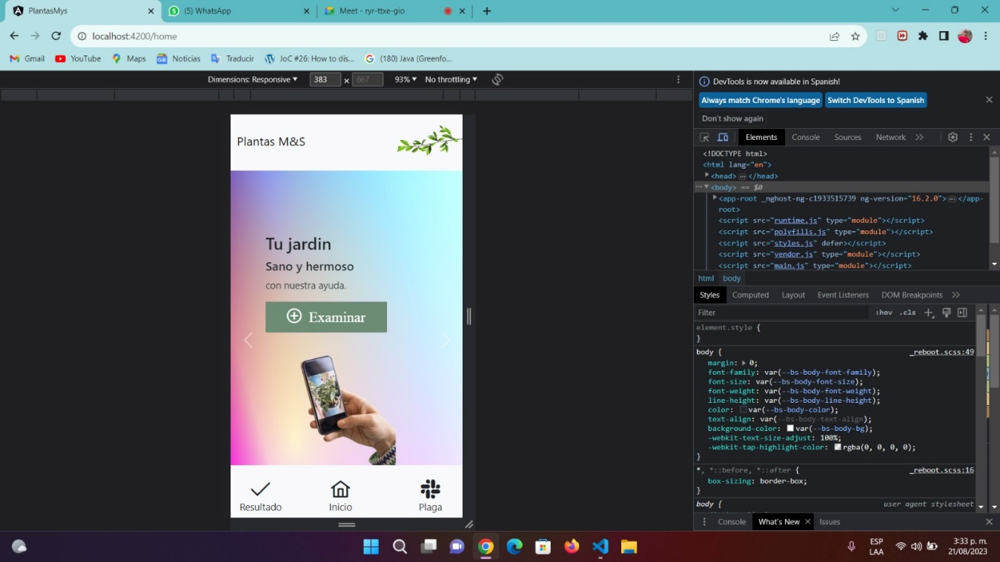 PlantasMys
(5) WhatsApp
Meet - ryr-ttxe-gio
localhost:4200/home
Gmail YouTube Maps Noticias Traducir JoC #26: How to dis... (180) Java (Greenfo...
Dimensions: Responsive 383 x 667 93% No throttling
DevTools is now available in Spanish!
Always match Chrome's language Switch DevTools to Spanish
Don't show again
Elements Console Sources Network
<!DOCTYPE html>
<html lang="en">
<head> ... </head>
... <body> == $0
<app-root _nghost-ng-c1933515739 ng-version="16.2.0"> ... </app-
root>
<script src="runtime.js" type="module"></script>
<script src="polyfills.js" type="module"></script>
<script src="styles.js" defer></script>
<script src="vendor.js" type="module"></script>
<script src="main.js" type="module"></script>
html body
Styles Computed Layout Event Listeners DOM Breakpoints
Filter :hov .cls
element.style {
}
body { _reboot.scss:49
margin: 0;
font-family: var(--bs-body-font-family);
font-size: var(--bs-body-font-size);
font-weight: var(--bs-body-font-weight);
line-height: var(--bs-body-line-height);
color: var(--bs-body-color);
text-align: var(--bs-body-text-align);
background-color: var(--bs-body-bg);
-webkit-text-size-adjust: 100%;
-webkit-tap-highlight-color: rgba(0, 0, 0, 0);
}
*, *::before, *::after { _reboot.scss:16
box-sizing: border-box;
}
body { user agent stylesheet
Console What's New Issues
Plantas M&S
Tu jardin
Sano y hermoso
con nuestra ayuda.
Examinar
Resultado Inicio Plaga
ESP
LAA
3:33 p. m.
21/08/2023